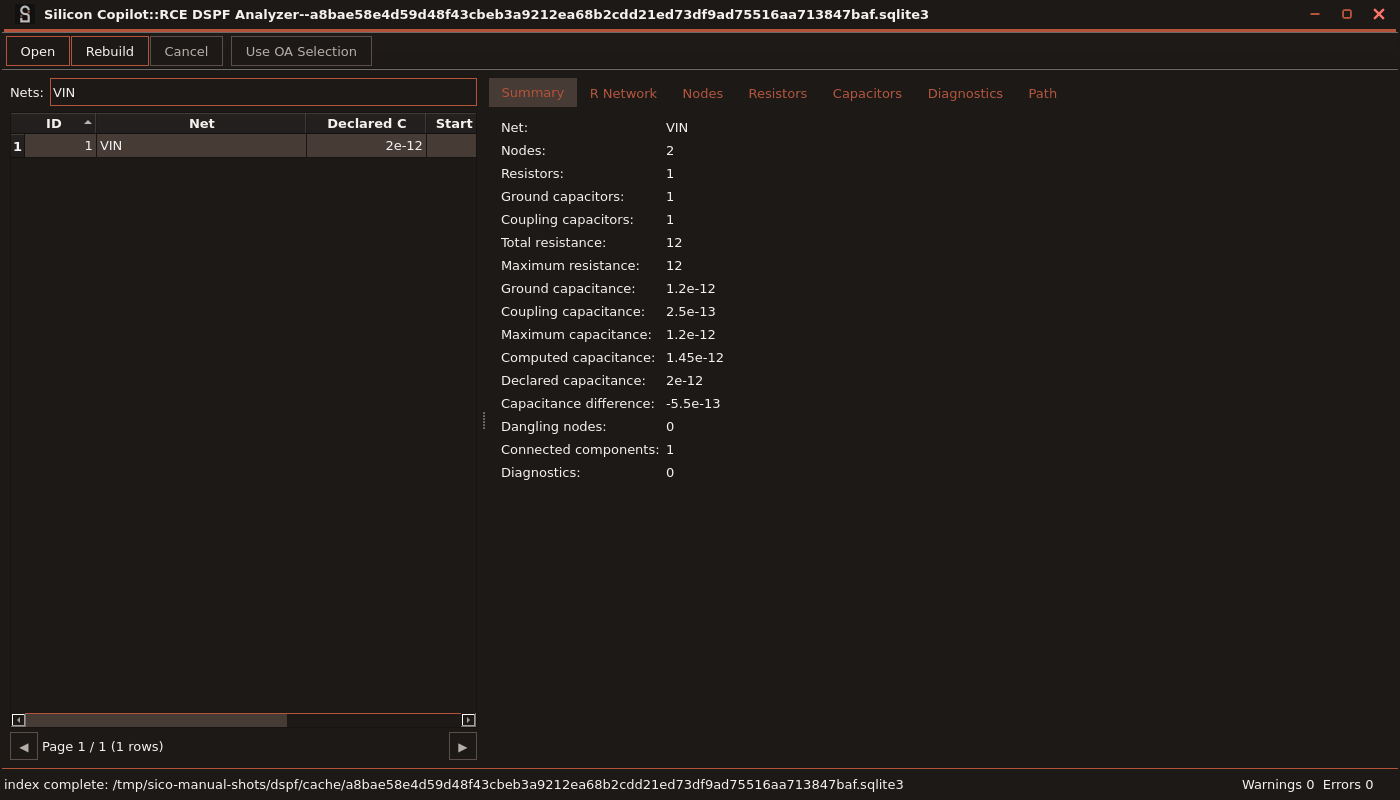 Silicon Copilot::RCE DSPF Analyzer--a8bae58e4d59d48f43cbeb3a9212ea68b2cdd21ed73df9ad75516aa713847baf.sqlite3
Open Rebuild Cancel Use OA Selection
Nets: VIN
ID Net Declared C Start
1 1 VIN 2e-12
Page 1 / 1 (1 rows)
Summary R Network Nodes Resistors Capacitors Diagnostics Path
Net: VIN
Nodes: 2
Resistors: 1
Ground capacitors: 1
Coupling capacitors: 1
Total resistance: 12
Maximum resistance: 12
Ground capacitance: 1.2e-12
Coupling capacitance: 2.5e-13
Maximum capacitance: 1.2e-12
Computed capacitance: 1.45e-12
Declared capacitance: 2e-12
Capacitance difference: -5.5e-13
Dangling nodes: 0
Connected components: 1
Diagnostics: 0
index complete: /tmp/sico-manual-shots/dspf/cache/a8bae58e4d59d48f43cbeb3a9212ea68b2cdd21ed73df9ad75516aa713847baf.sqlite3 Warnings 0 Errors 0